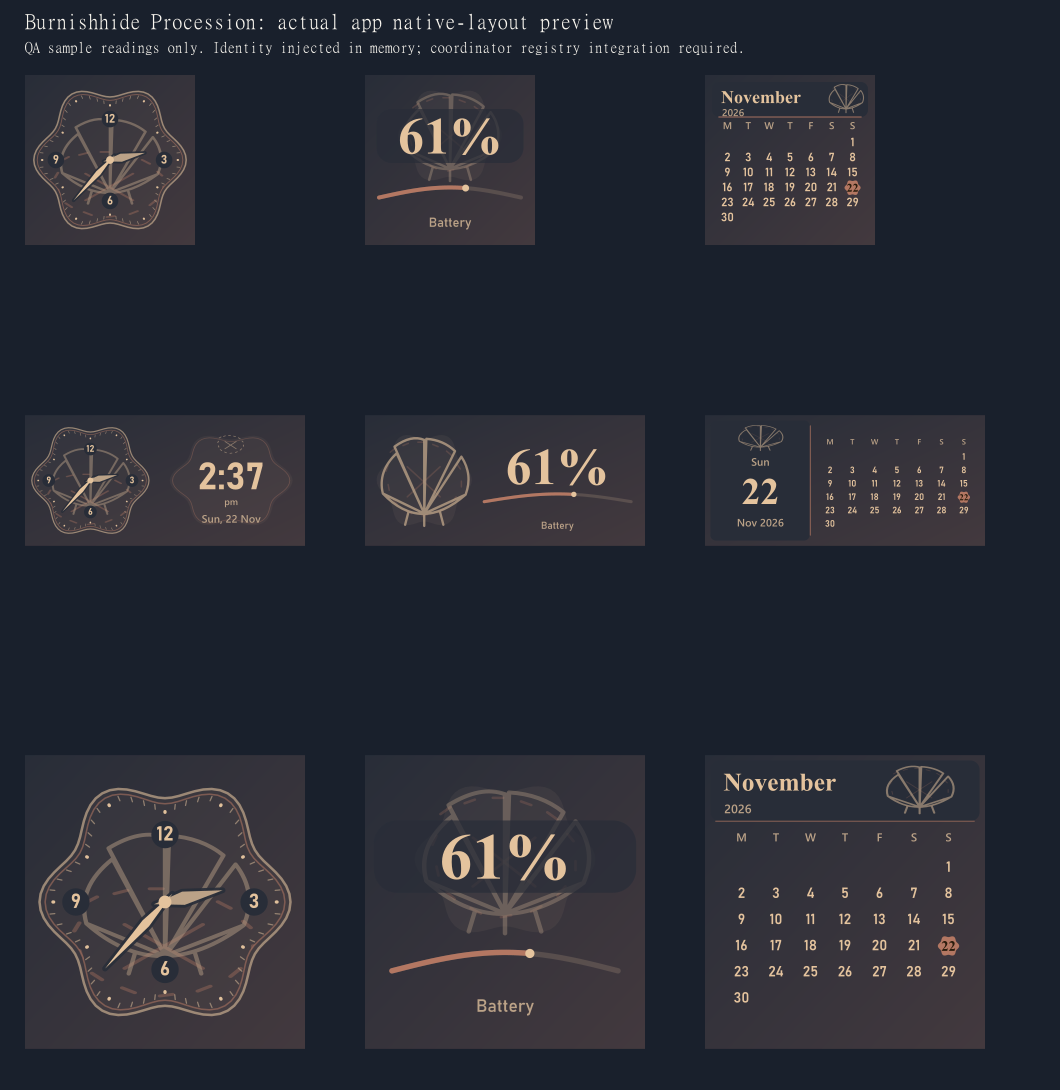 Burnishhide Procession: actual app native-layout preview
QA sample readings only. Identity injected in memory; coordinator registry integration required.
12
9
3
6
61%
Battery
November
2026
M T W T F S S
1
2 3 4 5 6 7 8
9 10 11 12 13 14 15
16 17 18 19 20 21 22
23 24 25 26 27 28 29
30
12
9
3
6
2:37
pm
Sun, 22 Nov
61%
Battery
Sun
22
Nov 2026
M T W T F S S
1
2 3 4 5 6 7 8
9 10 11 12 13 14 15
16 17 18 19 20 21 22
23 24 25 26 27 28 29
30
12
9
3
6
61%
Battery
November
2026
M T W T F S S
1
2 3 4 5 6 7 8
9 10 11 12 13 14 15
16 17 18 19 20 21 22
23 24 25 26 27 28 29
30